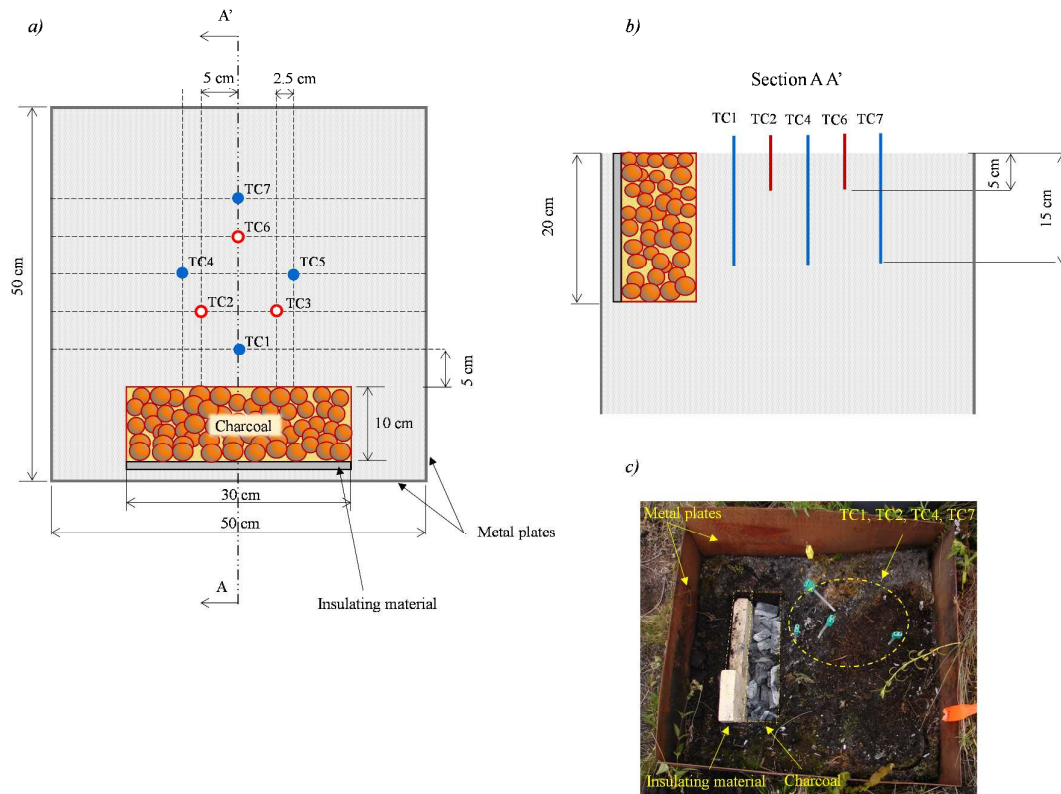 a)
A’
5 cm
2.5 cm
TC7
TC6
TC4
TC5
TC2
TC3
TC1
50 cm
5 cm
Charcoal
10 cm
30 cm
50 cm
Metal plates
A
Insulating material
b)
Section A A’
TC1
TC2
TC4
TC6
TC7
20 cm
5 cm
15 cm
c)
Metal plates
TC1, TC2, TC4, TC7
Insulating material
Charcoal